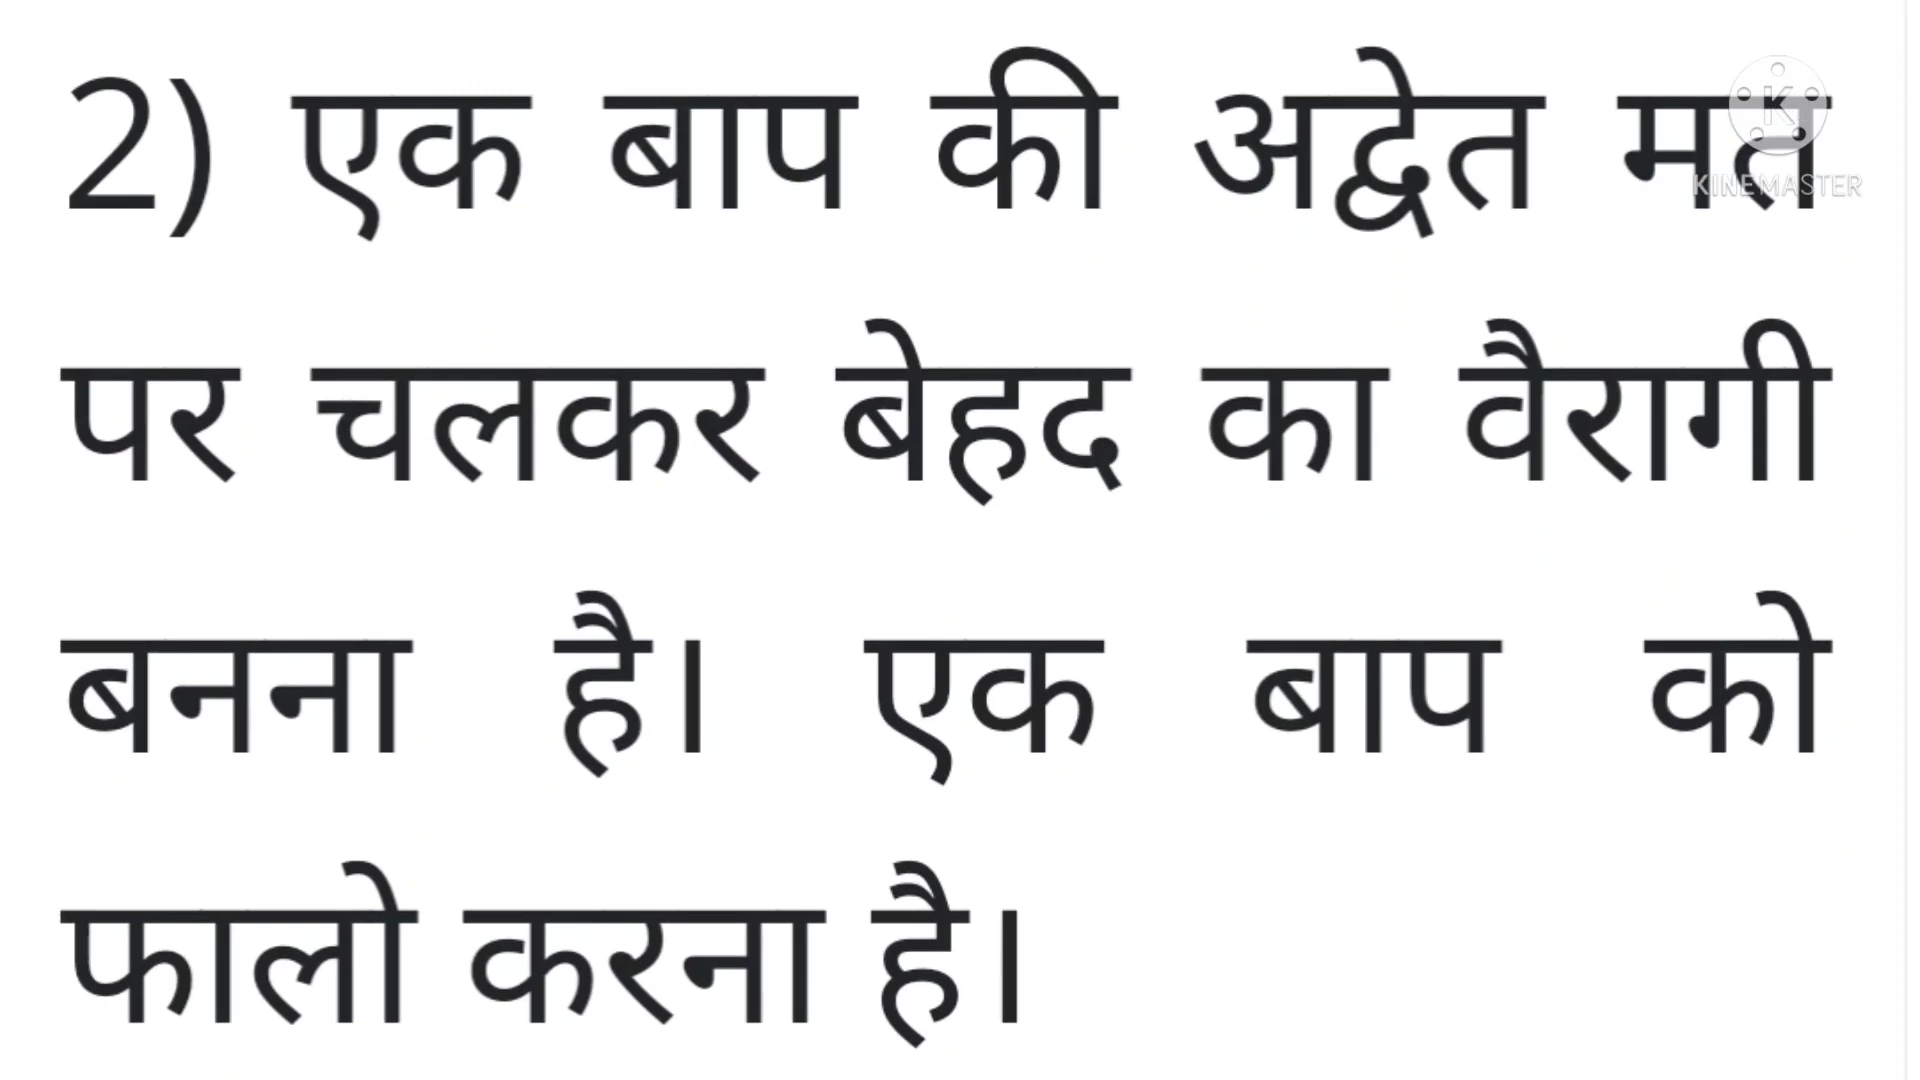 2) एक बाप की अद्वेत मत
पर चलकर बेहद का वैरागी
बनना है। एक बाप को
फालो करना है।
K
KINEMASTER